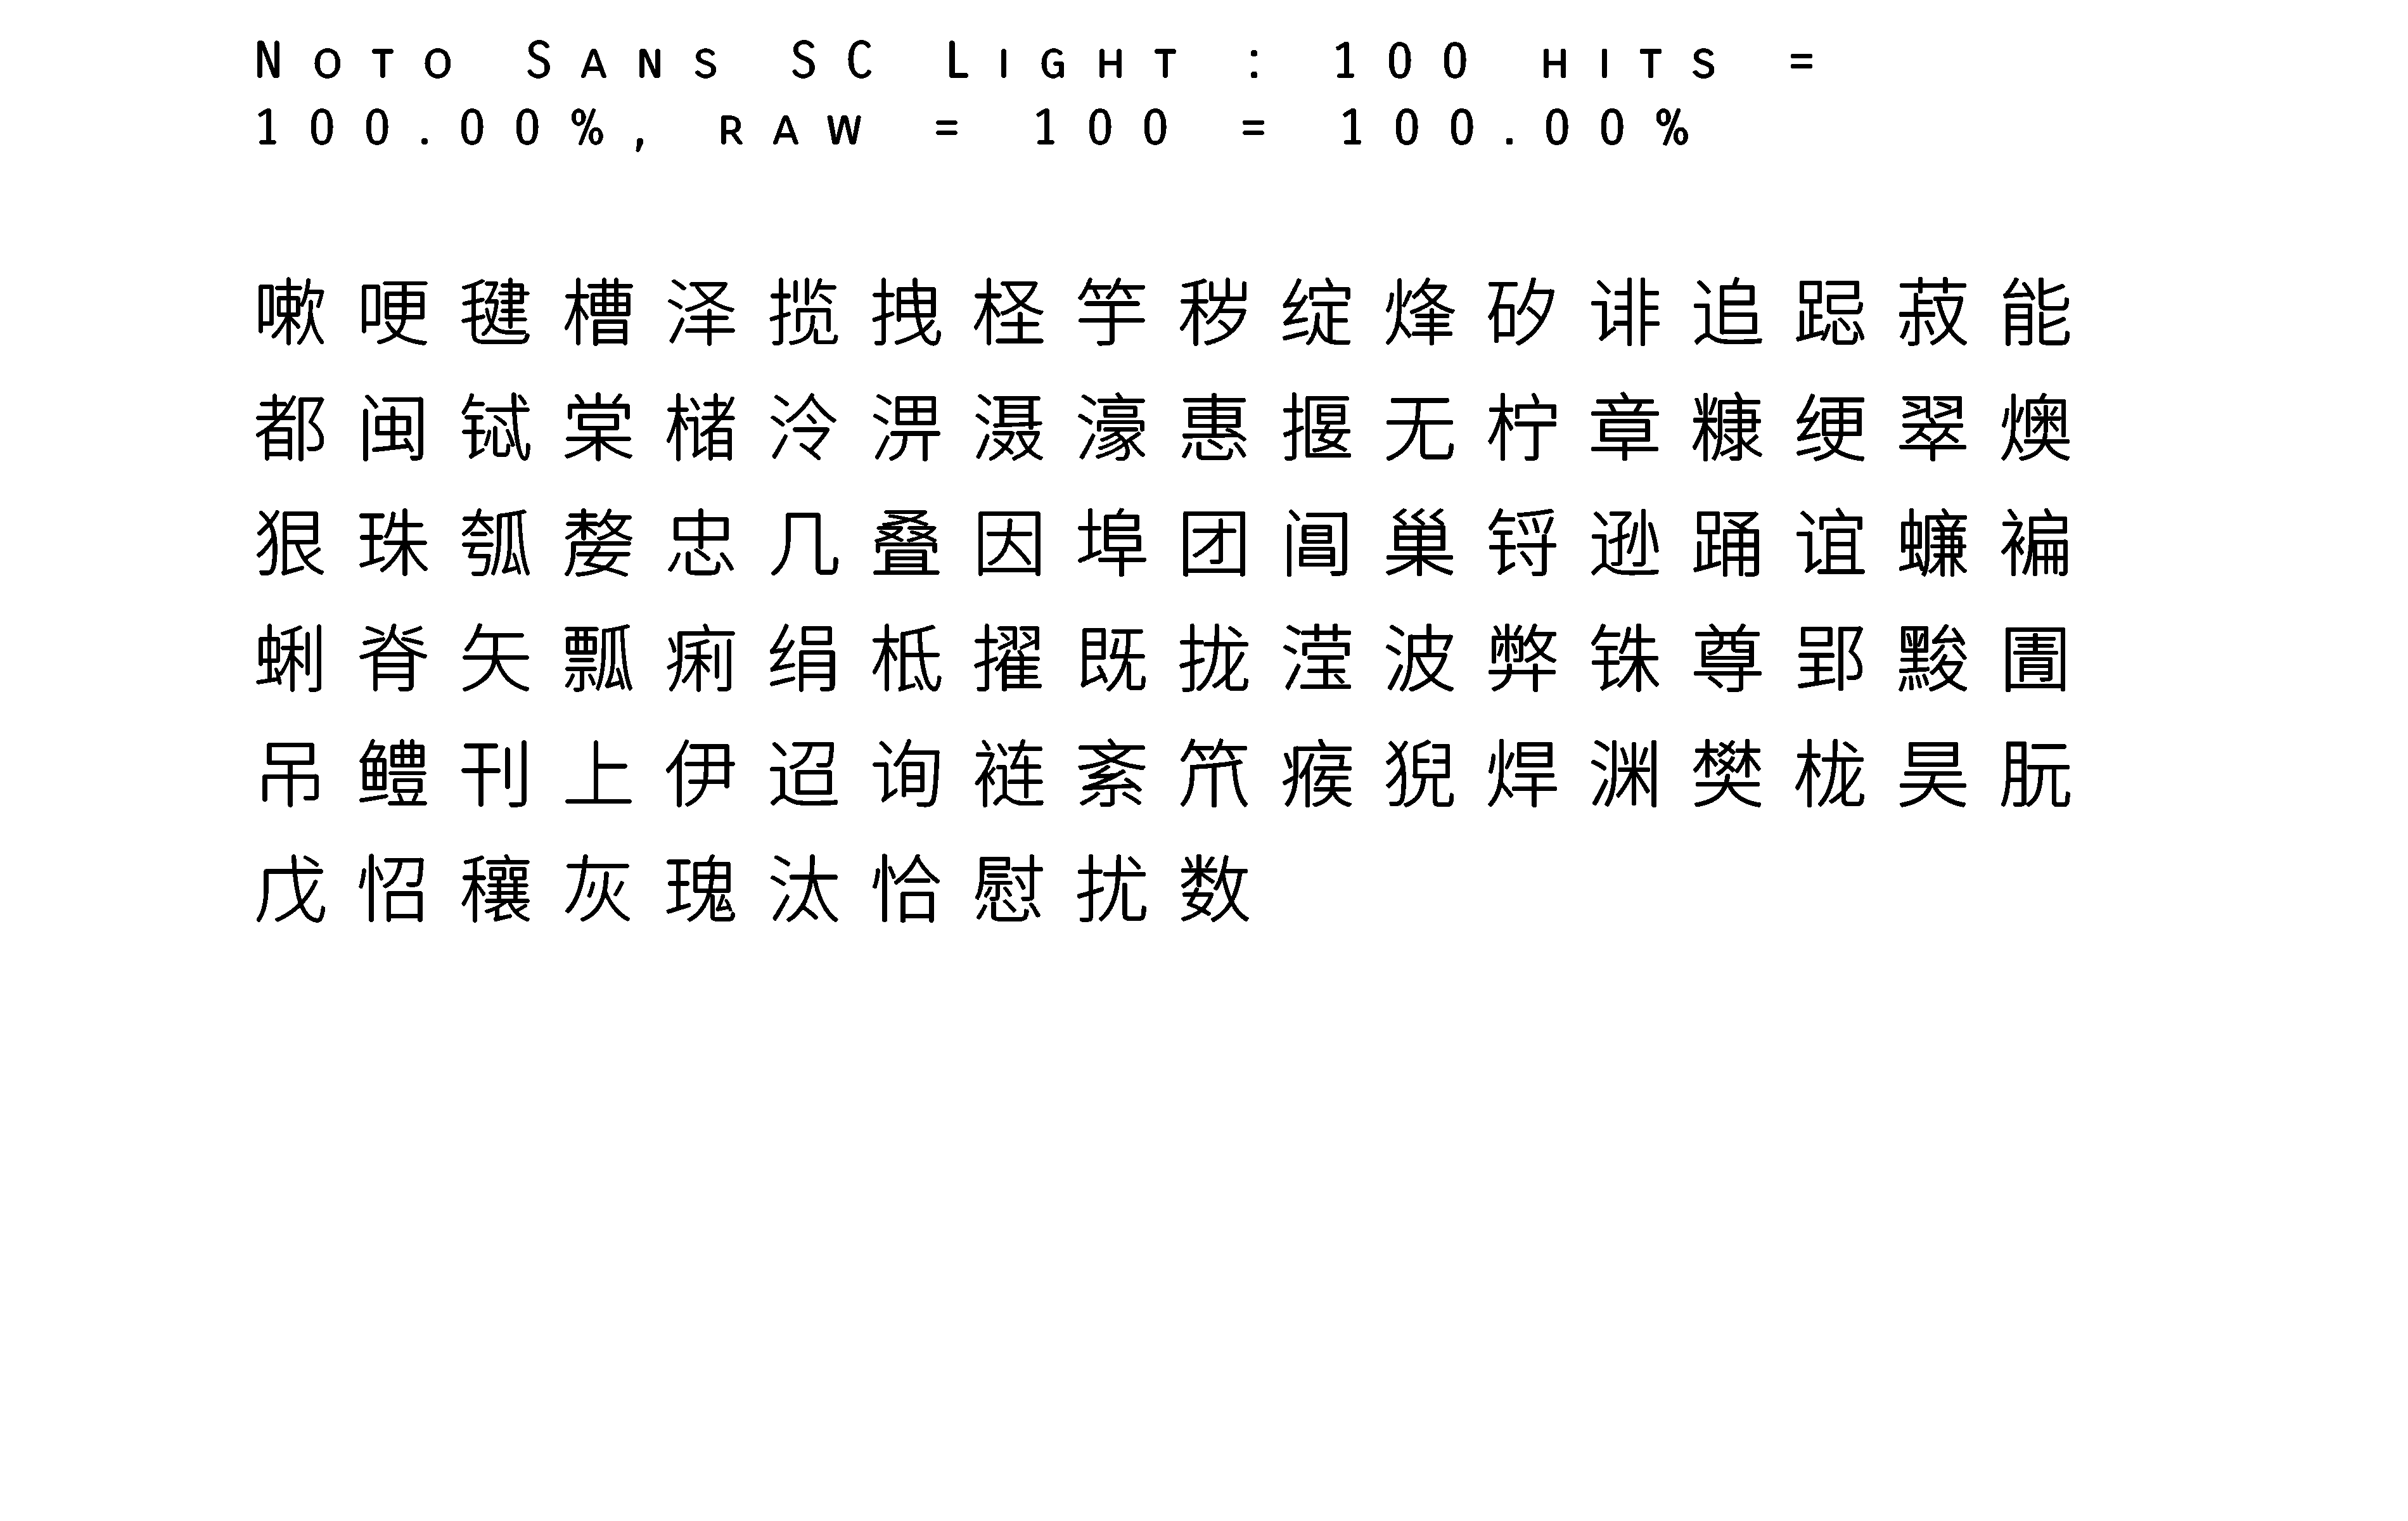 Noto Sans SC Light : 100 hits =
100.00%, raw = 100 = 100.00%
嗽哽毽槽泽揽拽柽竽秽绽烽矽诽追跽菽能
都闽铽棠槠泠淠滠濠惠揠无柠章糠绠翠燠
狠珠瓠嫠忠几叠因埠团阊巢锊逊踊谊蠊褊
蜊脊矢瓢痢绢柢擢既拢滢波弊铢尊郢黢圊
吊鳢刊上伊迢询裢紊笊瘊猊焊渊樊栊昊朊
戊怊穰灰瑰汰恰慰扰数